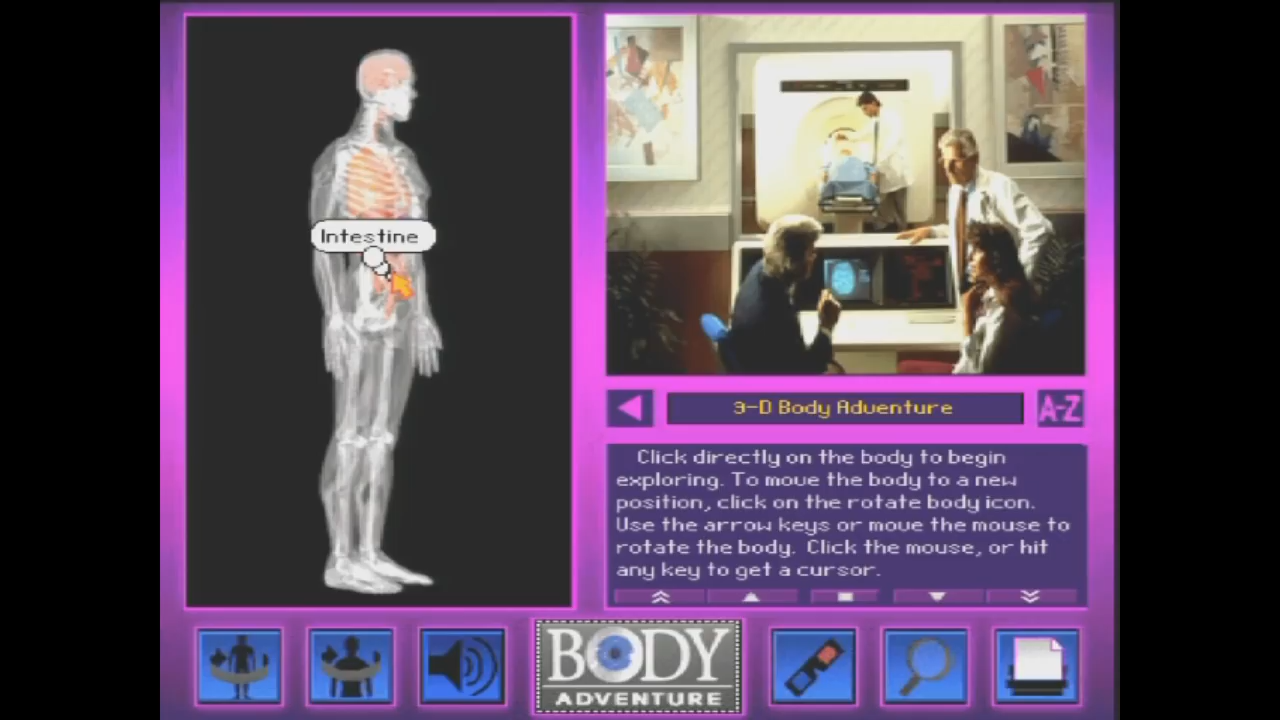 Intestine
3-D Body Adventure
A-Z
Click directly on the body to begin
exploring. To move the body to a new
position, click on the rotate body icon.
Use the arrow keys or move the mouse to
rotate the body. Click the mouse, or hit
any key to get a cursor.
BODY
ADVENTURE